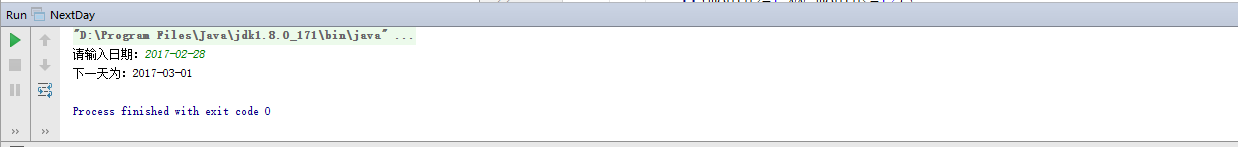 Run NextDay
"D:\Program Files\Java\jdk1.8.0_171\bin\java" ...
请输入日期：2017-02-28
下一天为：2017-03-01
Process finished with exit code 0